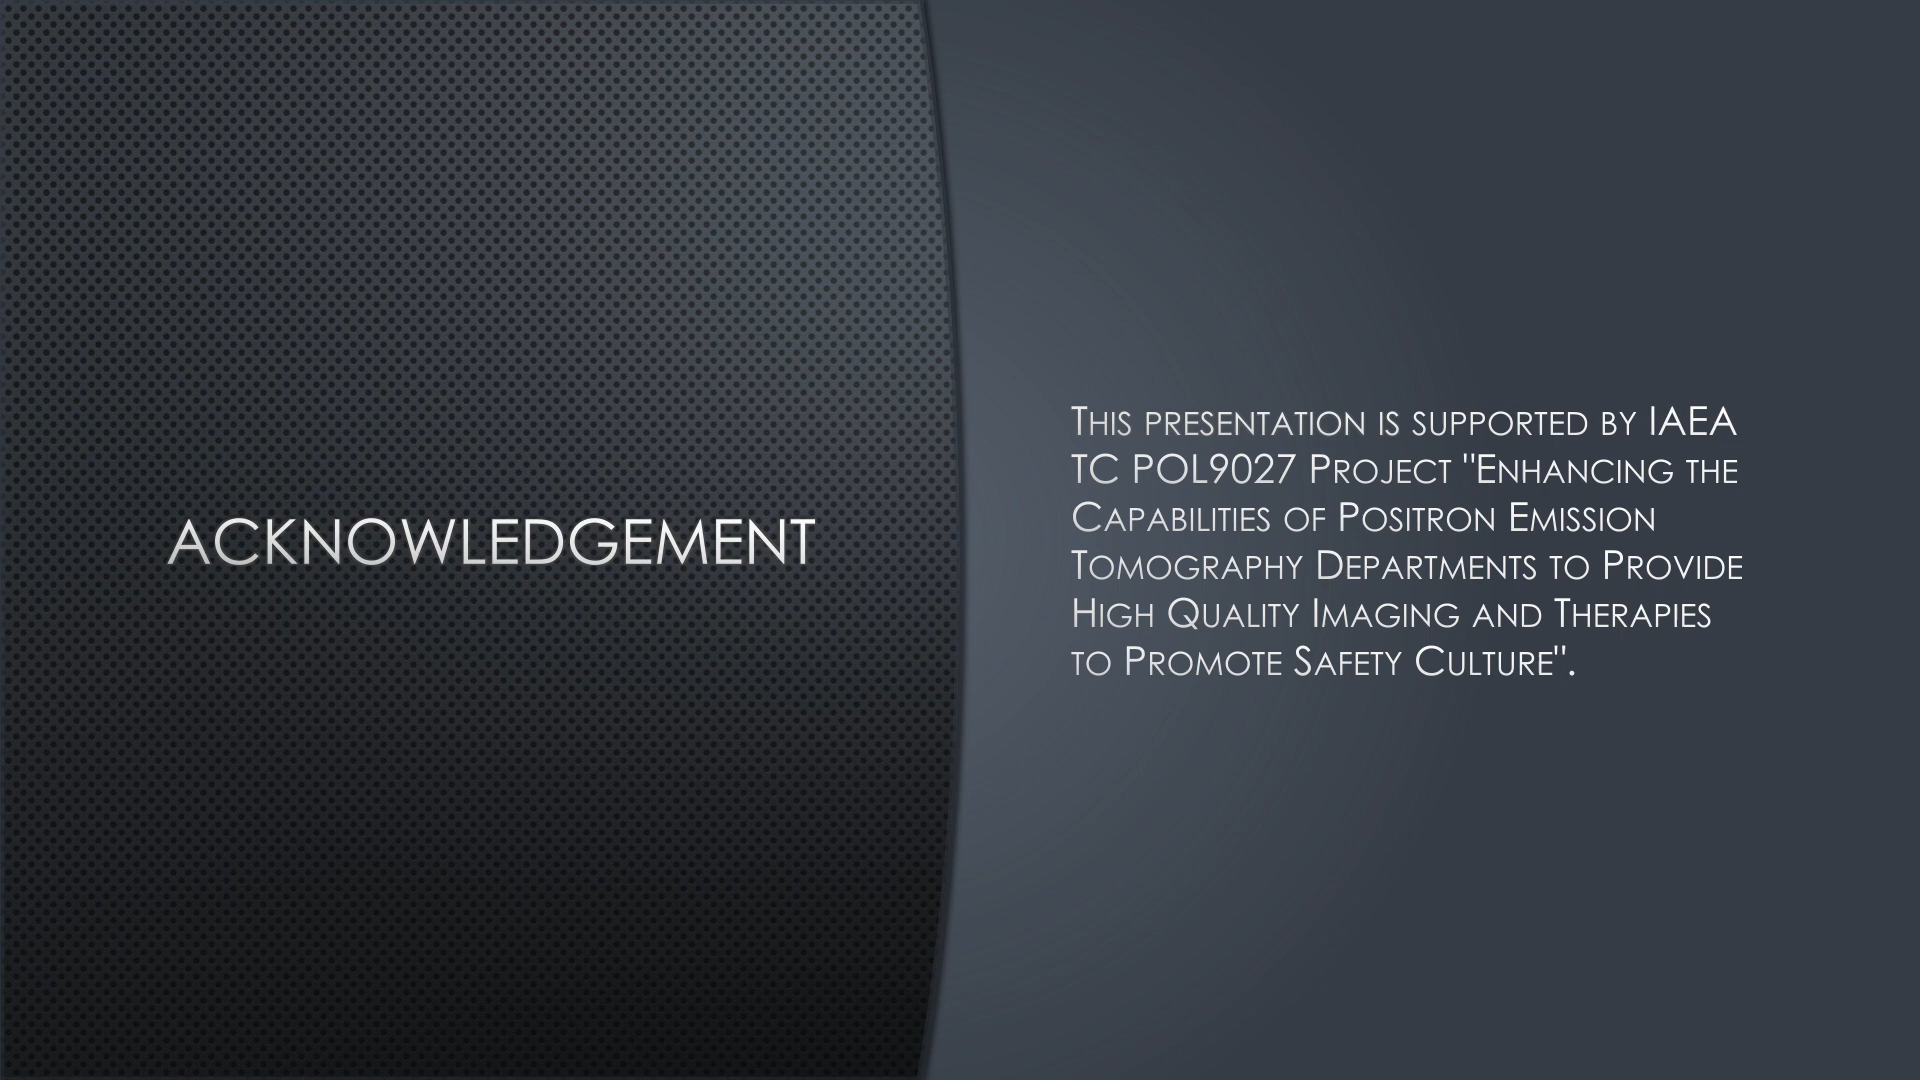 ACKNOWLEDGEMENT
This presentation is supported by IAEA
TC POL9027 Project "Enhancing the
Capabilities of Positron Emission
Tomography Departments to Provide
High Quality Imaging and Therapies
to Promote Safety Culture".